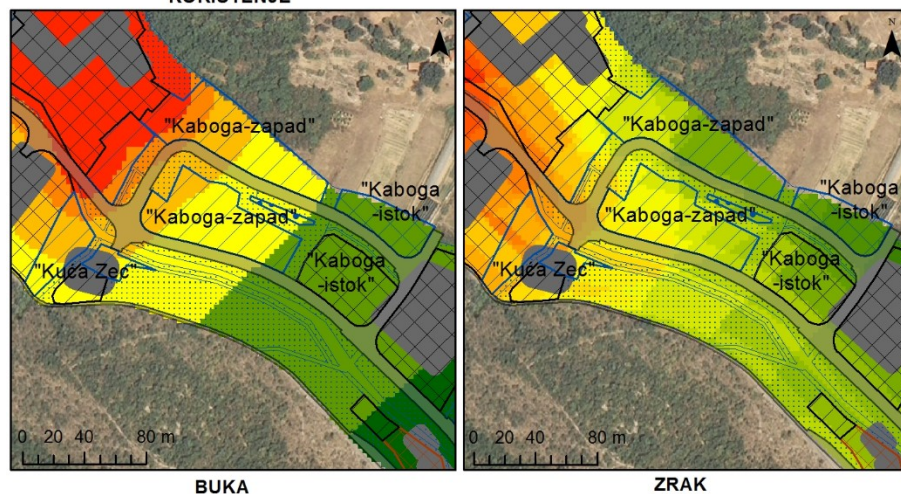 KORIŠTENJE
N
"Kaboga-zapad"
"Kaboga-zapad"
"Kaboga
-istok"
"Kaboga
-istok"
"Kuća Zec"
0 20 40 80 m
BUKA
N
"Kaboga-zapad"
"Kaboga-zapad"
"Kaboga
-istok"
"Kaboga
-istok"
"Kuća Zec"
0 20 40 80 m
ZRAK